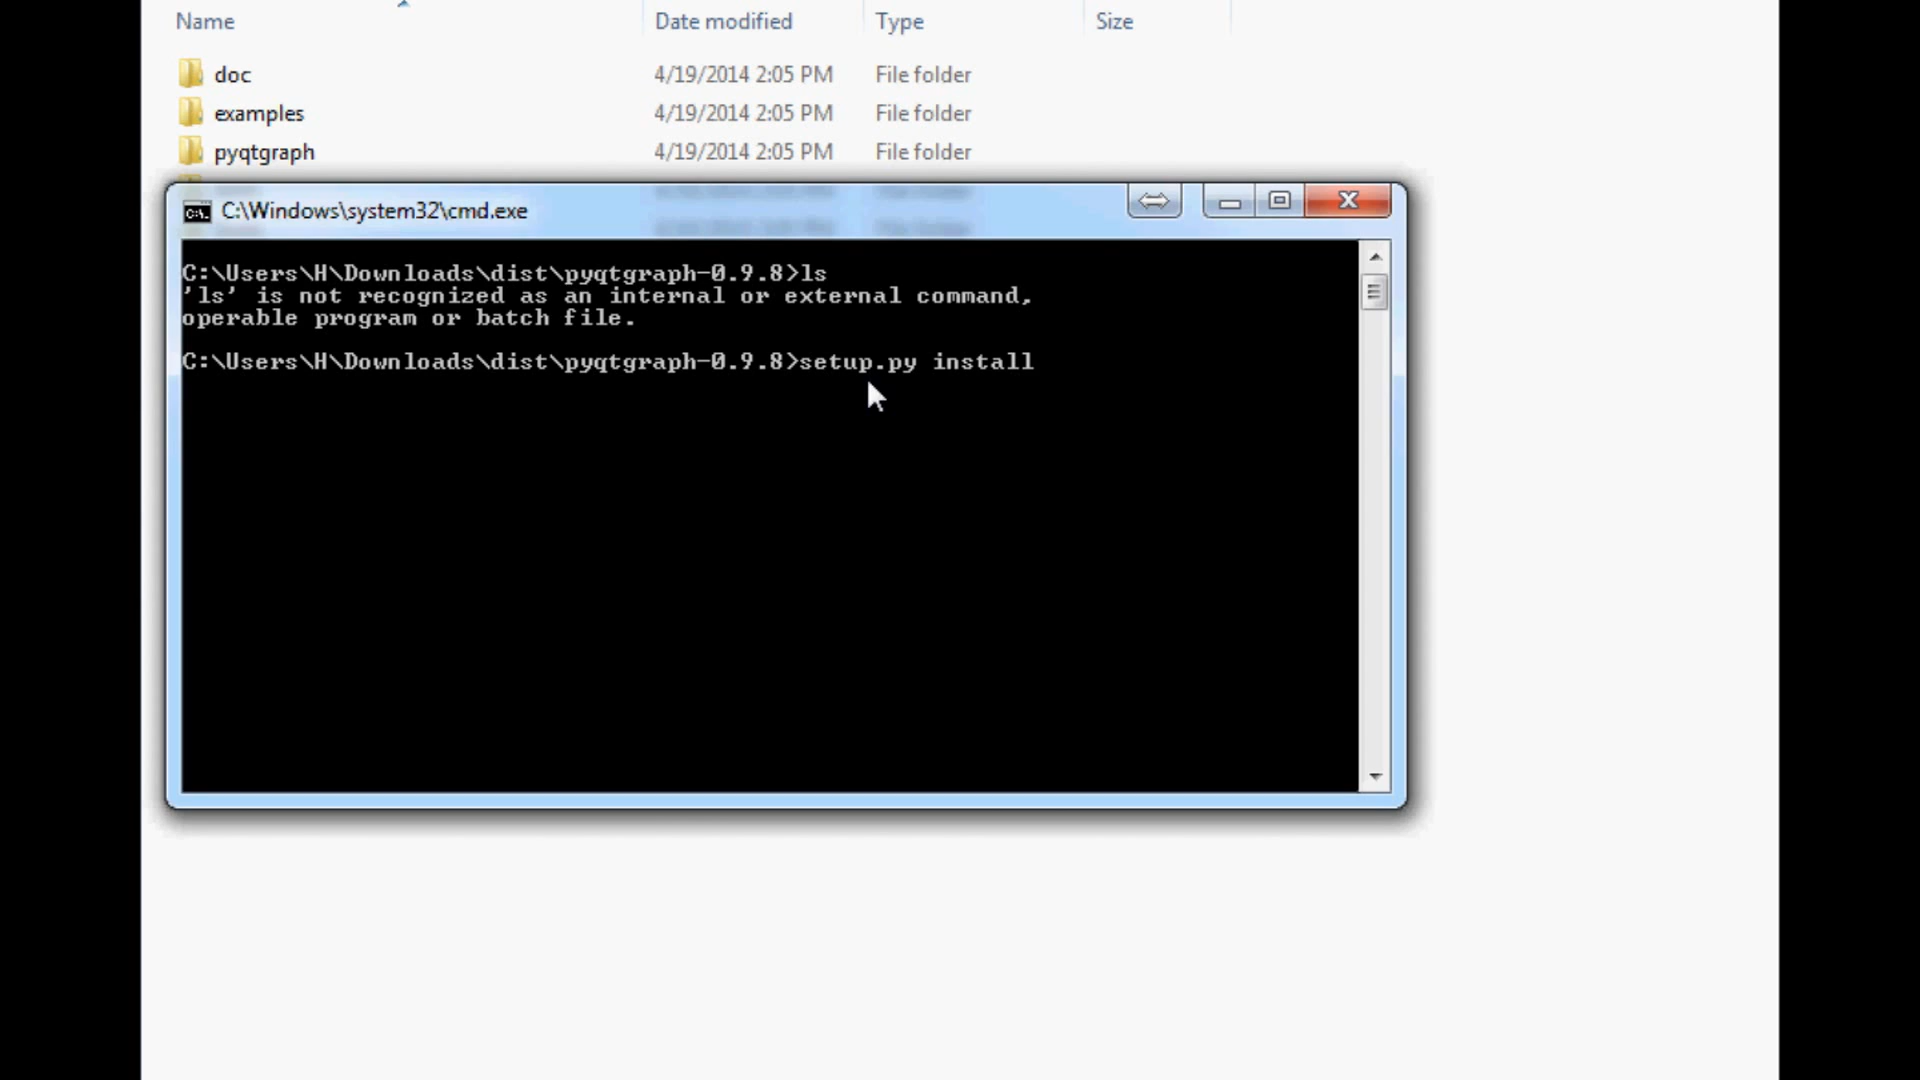 Name Date modified Type Size
doc 4/19/2014 2:05 PM File folder
examples 4/19/2014 2:05 PM File folder
pyqtgraph 4/19/2014 2:05 PM File folder
C:\Windows\system32\cmd.exe
C:\Users\H\Downloads\dist\pyqtgraph-0.9.8>ls
'ls' is not recognized as an internal or external command,
operable program or batch file.
C:\Users\H\Downloads\dist\pyqtgraph-0.9.8>setup.py install